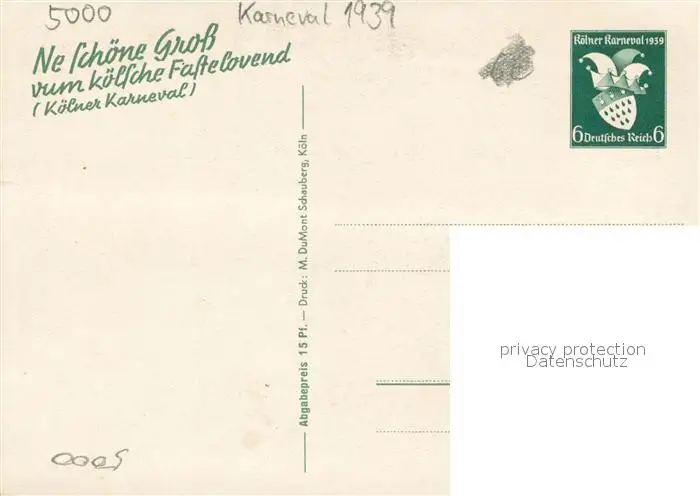 5000
Karneval 1939
Ne schöne Groß
vum kölsche Fastelovend
(Kölner Karneval)
Kölner Karneval 1939
6 Deutsches Reich 6
Abgabepreis 15 Pf. — Druck: M. DuMont Schauberg, Köln
privacy protection
Datenschutz